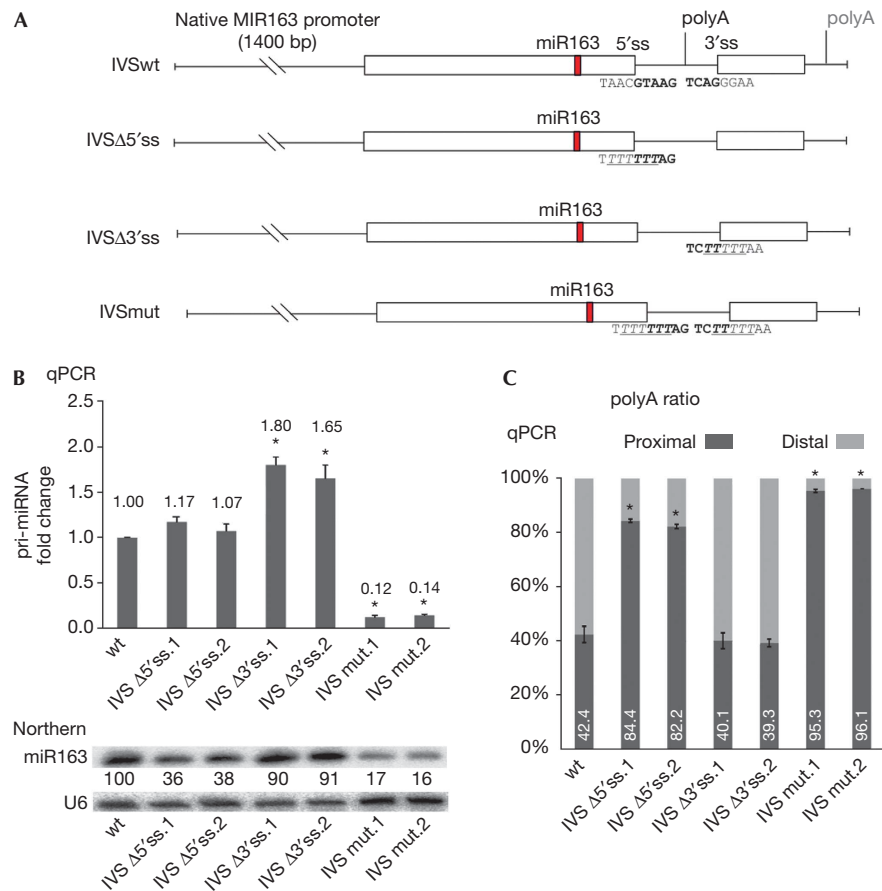 A
Native MIR163 promoter
(1400 bp)
polyA
polyA
miR163
5′ss
3′ss
IVSwt
TAACGTAAG TCAGGGAA
miR163
IVSΔ5′ss
TTTTTTTAG
miR163
IVSΔ3′ss
TCTTTTTAA
miR163
IVSmut
TTTTTTTAG TCTTTTTAA
B
qPCR
pri-miRNA
fold change
2.5
2.0
1.5
1.0
0.5
0.0
1.00
1.17
1.07
1.80
*
1.65
*
0.12
*
0.14
*
wt
IVS Δ5′ss.1
IVS Δ5′ss.2
IVS Δ3′ss.1
IVS Δ3′ss.2
IVS mut.1
IVS mut.2
Northern
miR163
100 36 38 90 91 17 16
U6
wt
IVS Δ5′ss.1
IVS Δ5′ss.2
IVS Δ3′ss.1
IVS Δ3′ss.2
IVS mut.1
IVS mut.2
C
polyA ratio
qPCR
Proximal
Distal
100%
80%
60%
40%
20%
0%
* * * *
42.4
84.4
82.2
40.1
39.3
95.3
96.1
wt
IVS Δ5′ss.1
IVS Δ5′ss.2
IVS Δ3′ss.1
IVS Δ3′ss.2
IVS mut.1
IVS mut.2